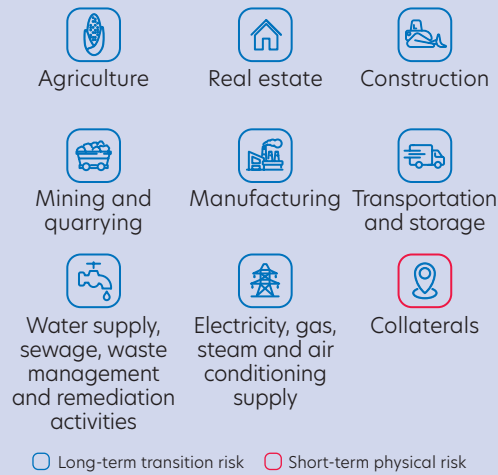 Agriculture
Real estate
Construction
Mining and
quarrying
Manufacturing
Transportation
and storage
Water supply,
sewage, waste
management
and remediation
activities
Electricity, gas,
steam and air
conditioning
supply
Collaterals
Long-term transition risk
Short-term physical risk